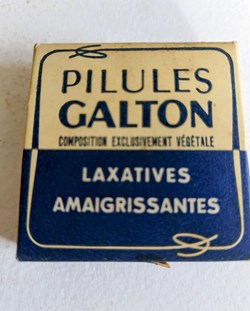 PILULES
GALTON
COMPOSITION EXCLUSIVEMENT VÉGÉTALE
LAXATIVES
AMAIGRISSANTES